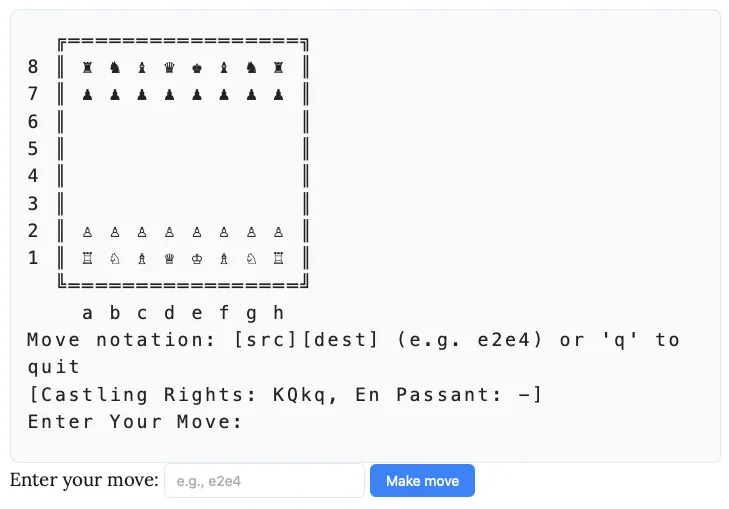 ╔═════════════════╗
8 ║ ♜ ♞ ♝ ♛ ♚ ♝ ♞ ♜ ║
7 ║ ♟ ♟ ♟ ♟ ♟ ♟ ♟ ♟ ║
6 ║                 ║
5 ║                 ║
4 ║                 ║
3 ║                 ║
2 ║ ♙ ♙ ♙ ♙ ♙ ♙ ♙ ♙ ║
1 ║ ♖ ♘ ♗ ♕ ♔ ♗ ♘ ♖ ║
╚═════════════════╝
a b c d e f g h
Move notation: [src][dest] (e.g. e2e4) or 'q' to
quit
[Castling Rights: KQkq, En Passant: -]
Enter Your Move:
Enter your move: e.g., e2e4 Make move